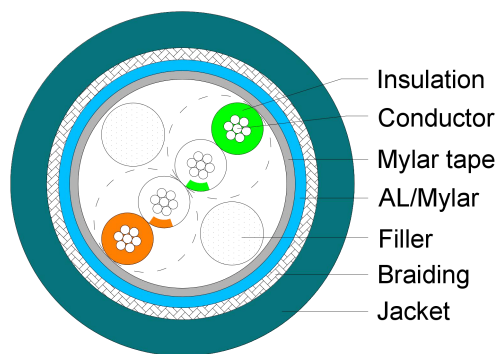 Insulation
Conductor
Mylar tape
AL/Mylar
Filler
Braiding
Jacket